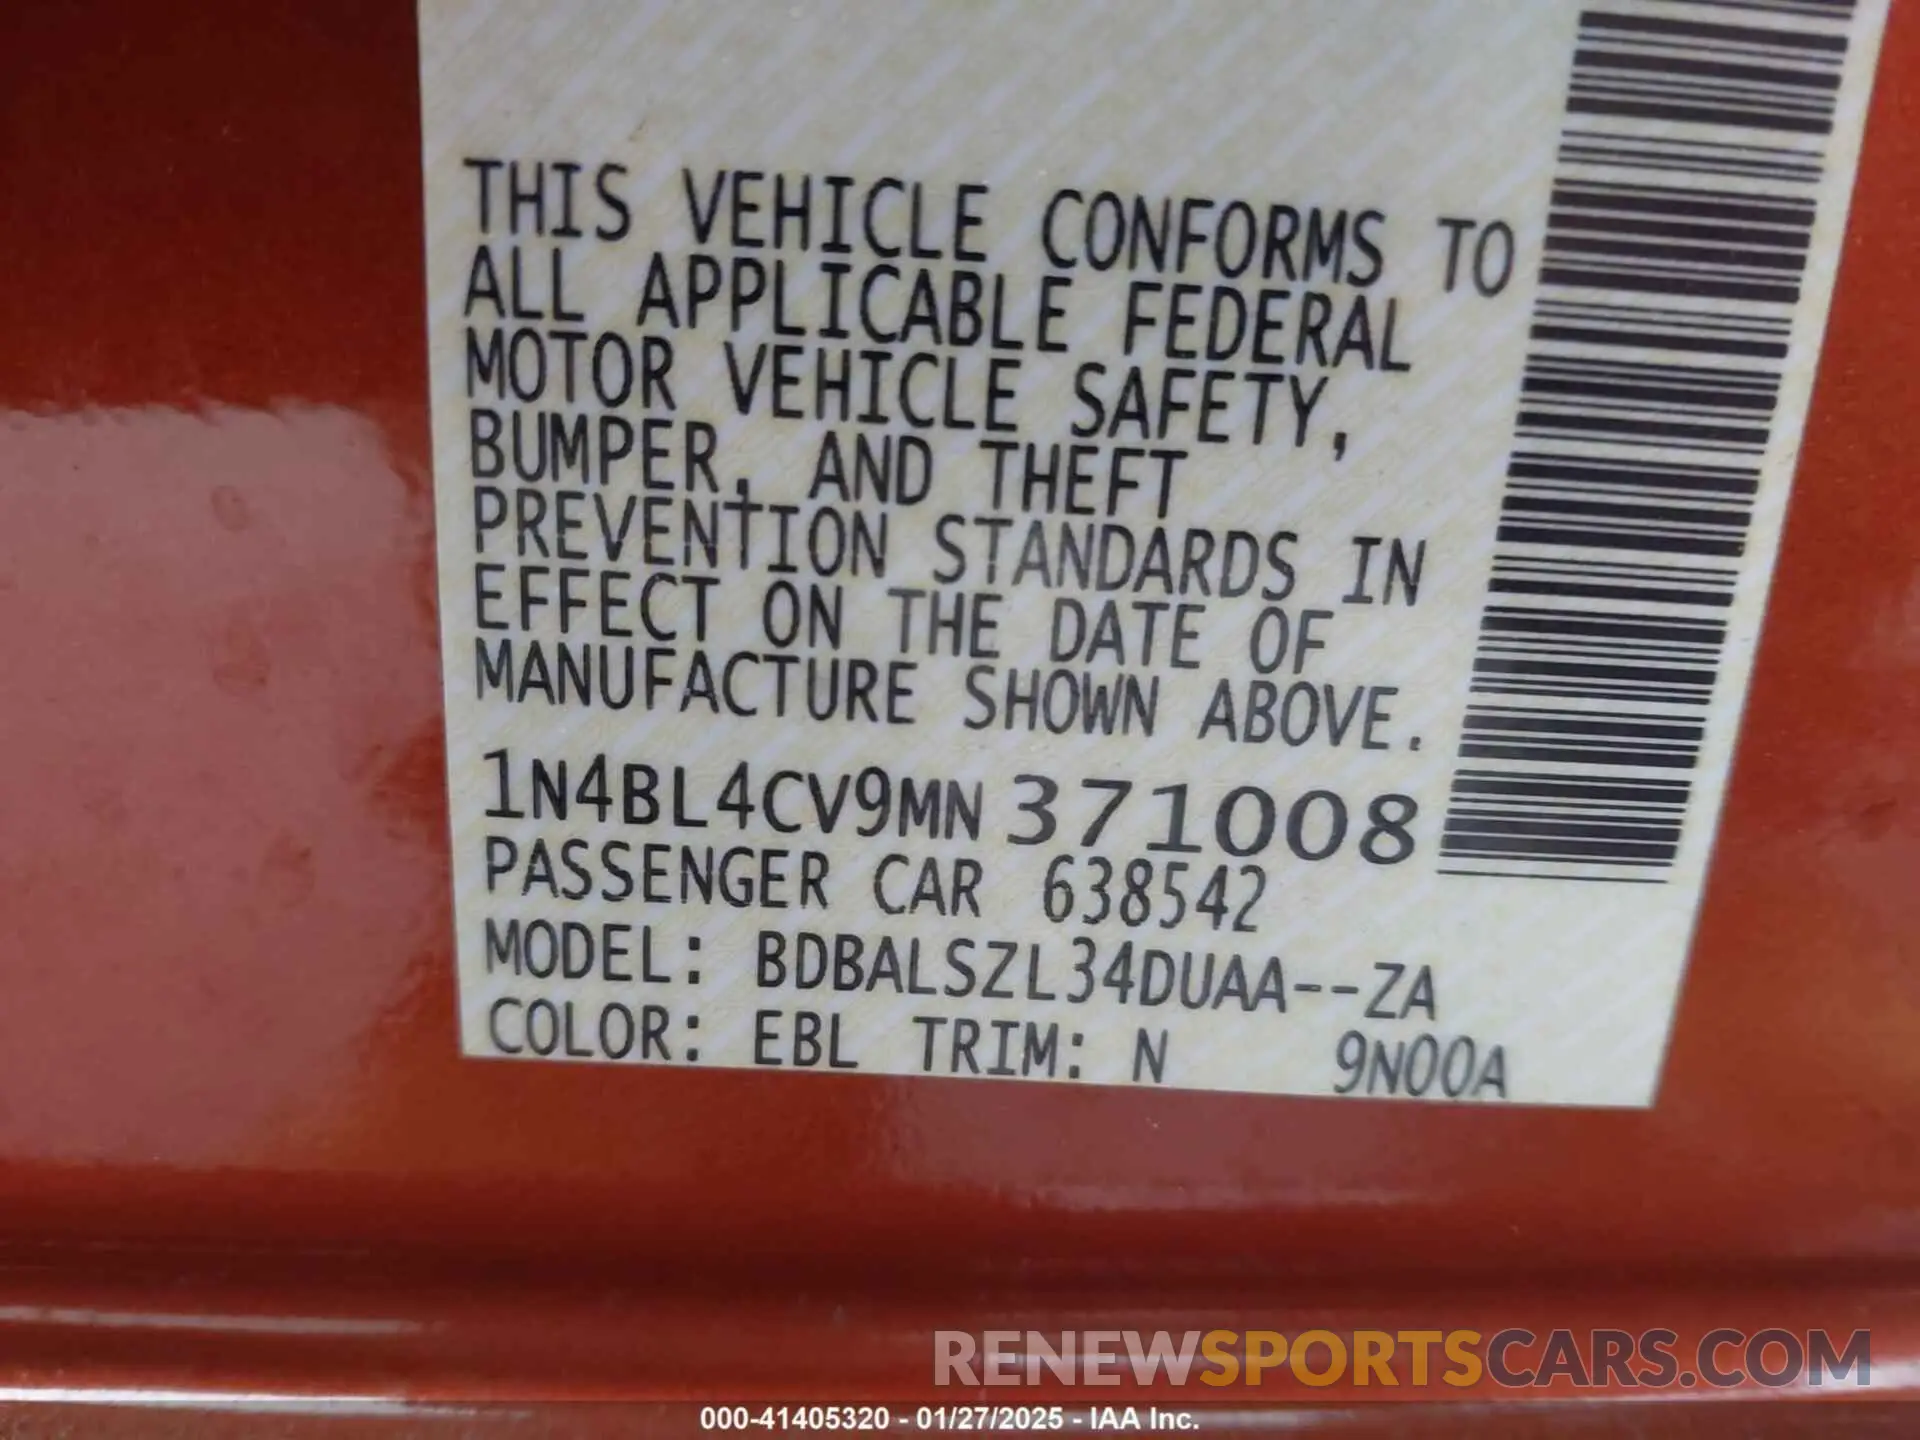 THIS VEHICLE CONFORMS TO
ALL APPLICABLE FEDERAL
MOTOR VEHICLE SAFETY,
BUMPER, AND THEFT
PREVENTION STANDARDS IN
EFFECT ON THE DATE OF
MANUFACTURE SHOWN ABOVE.
1N4BL4CV9MN 371008
PASSENGER CAR 638542
MODEL: BDBALSZL34DUAA--ZA
COLOR: EBL TRIM: N 9N00A
RENEWSPORTSCARS.COM
000-41405320 - 01/27/2025 - IAA Inc.